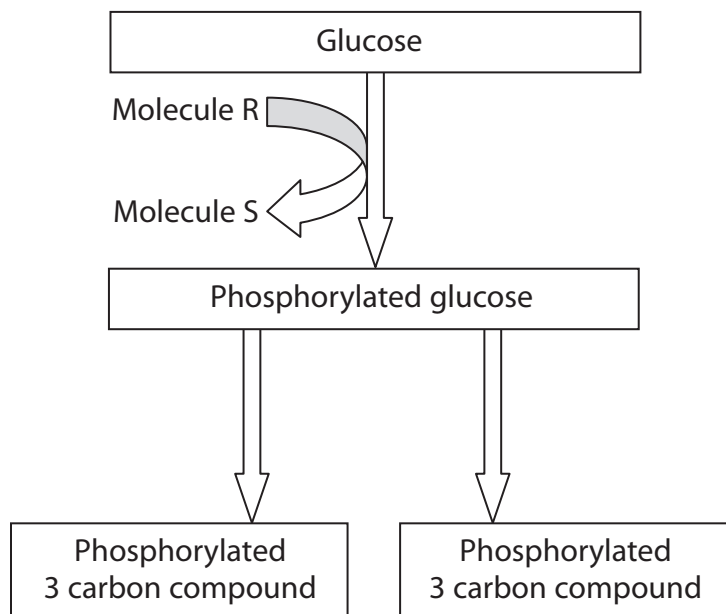 Glucose
Molecule R
Molecule S
Phosphorylated glucose
Phosphorylated
3 carbon compound
Phosphorylated
3 carbon compound